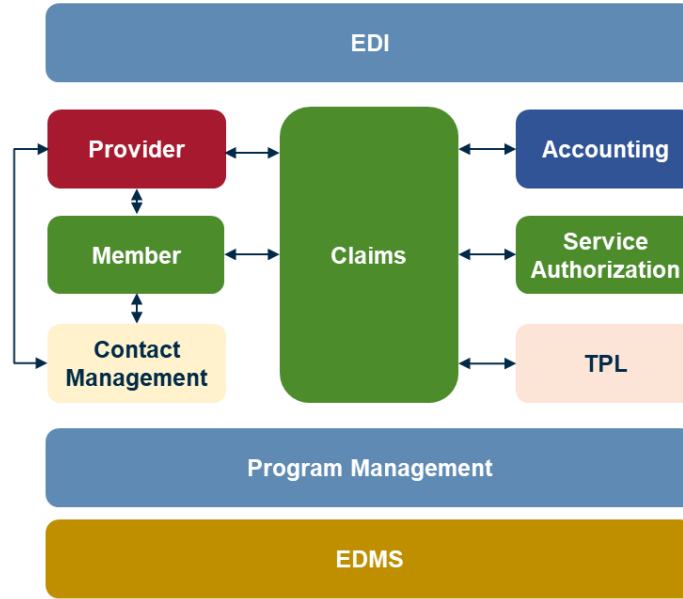 EDI
Provider
Claims
Accounting
Member
Service
Authorization
Contact
Management
TPL
Program Management
EDMS